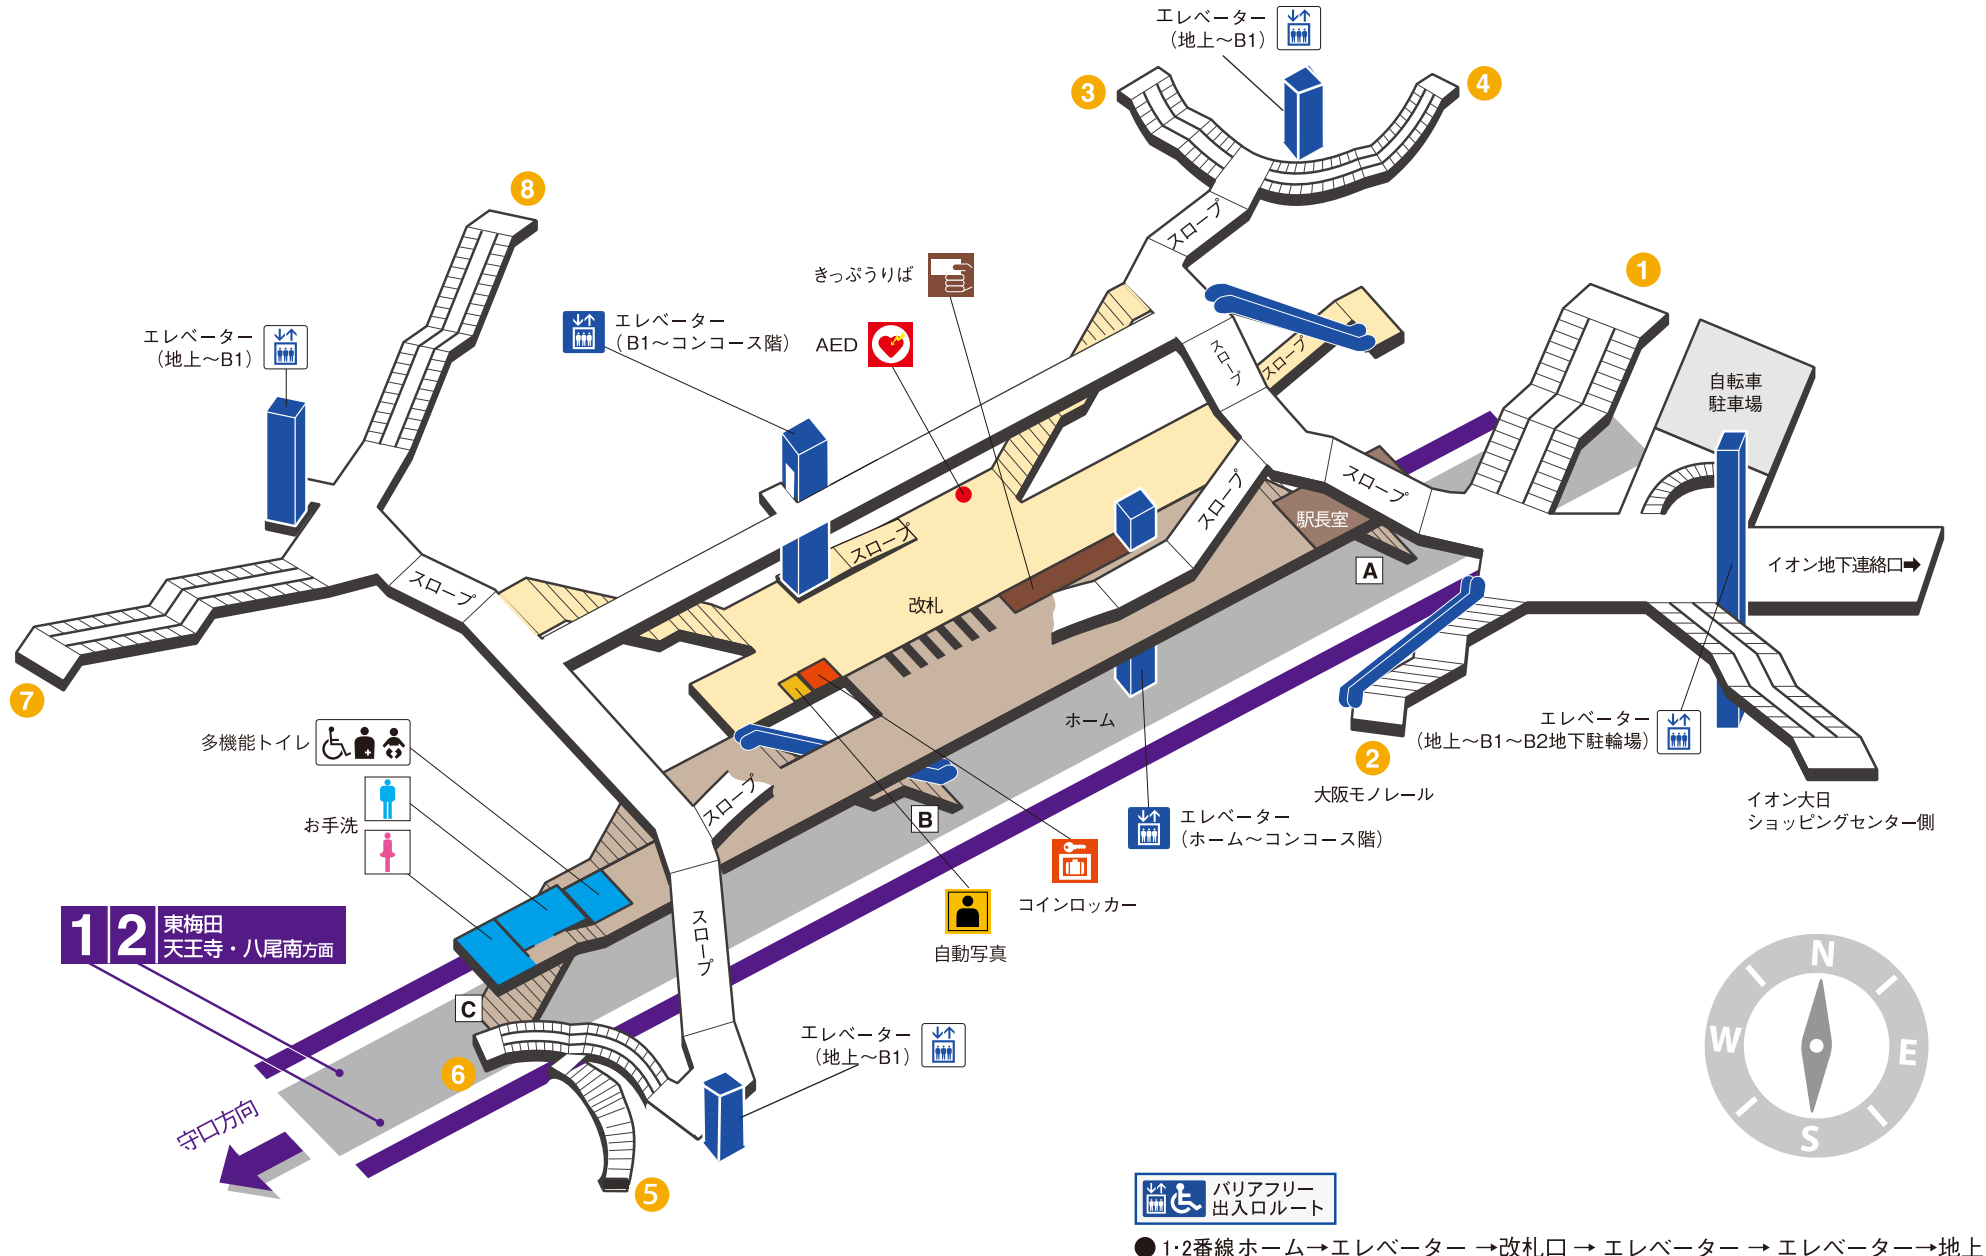 エレベーター
（地上～B1）
3
4
8
スロープ
1
きっぷうりば
エレベーター
（地上～B1）
エレベーター
（B1～コンコース階）
AED
スロープ
スロープ
自転車
駐車場
スロープ
スロープ
駅長室
スロープ
スロープ
A
イオン地下連絡口➡
改札
7
ホーム
多機能トイレ
エレベーター
（地上～B1～B2地下駐輪場）
2
大阪モノレール
イオン大日
ショッピングセンター側
お手洗
スロープ
B
エレベーター
（ホーム～コンコース階）
コインロッカー
自動写真
1 2 東梅田
天王寺・八尾南方面
スロープ
C
6
エレベーター
（地上～B1）
守口方向
5
N
W
E
S
バリアフリー
出入口ルート
● 1・2番線ホーム→エレベーター →改札口→ エレベーター → エレベーター→地上